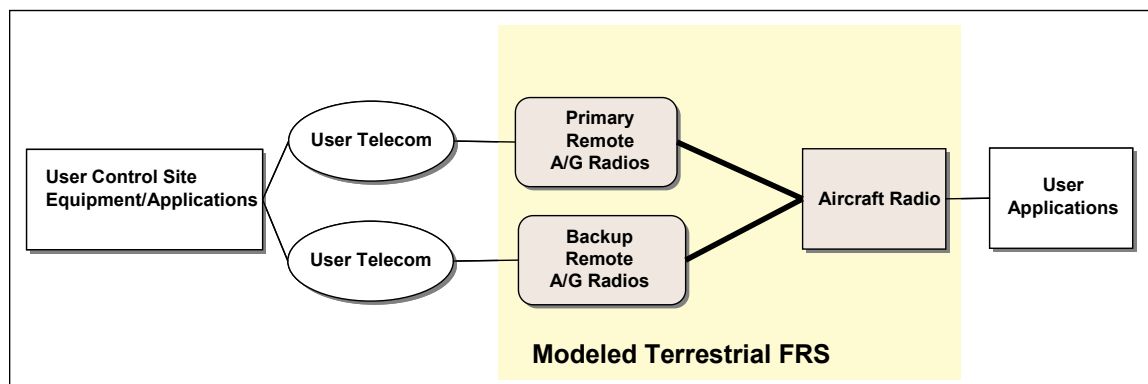 User Control Site
Equipment/Applications
User Telecom
User Telecom
Primary
Remote
A/G Radios
Backup
Remote
A/G Radios
Aircraft Radio
User
Applications
Modeled Terrestrial FRS